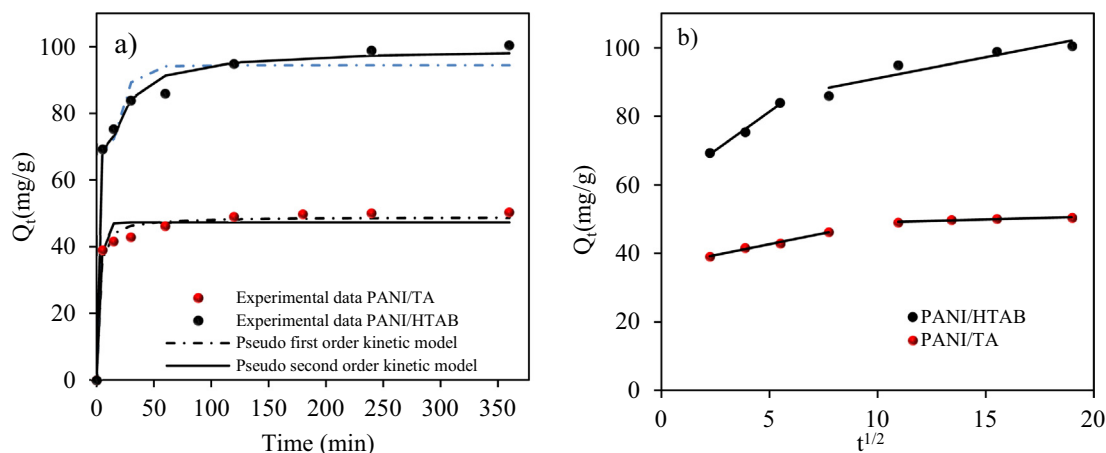 a)
100
80
60
40
20
0
Qt(mg/g)
Experimental data PANI/TA
Experimental data PANI/HTAB
Pseudo first order kinetic model
Pseudo second order kinetic model
0 50 100 150 200 250 300 350
Time (min)
b)
100
80
60
40
20
0
Qt(mg/g)
PANI/HTAB
PANI/TA
0 5 10 15 20
t1/2